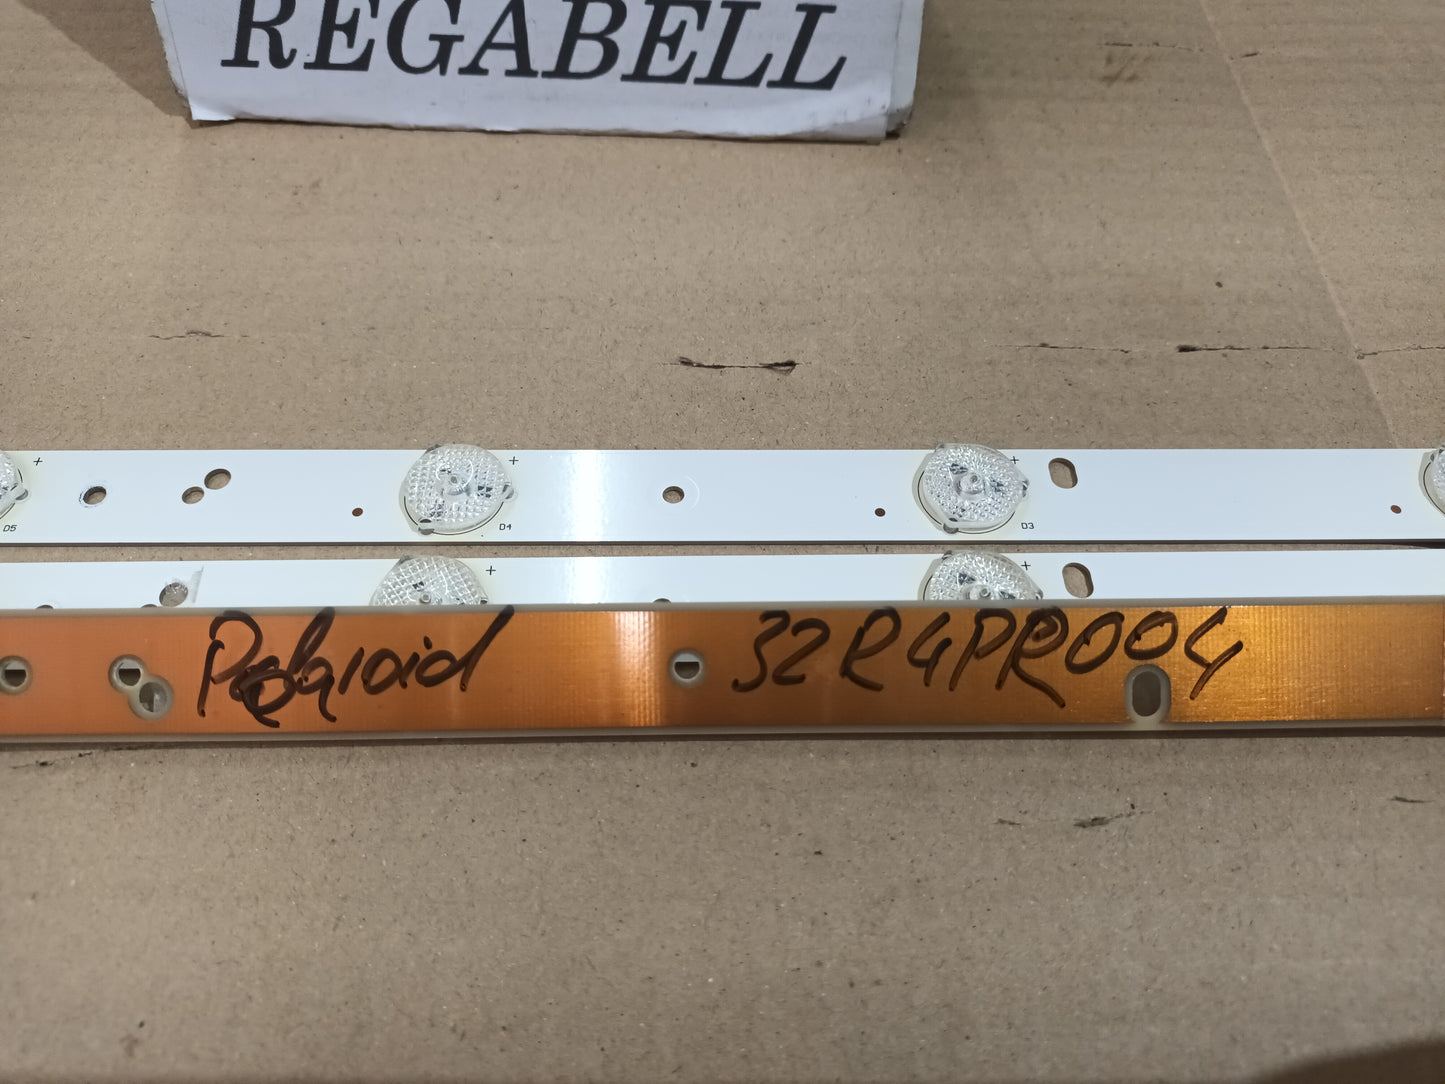 REGABELL
+ + +
D5 D4 D3
+ +
Polaroid 32R4PR004